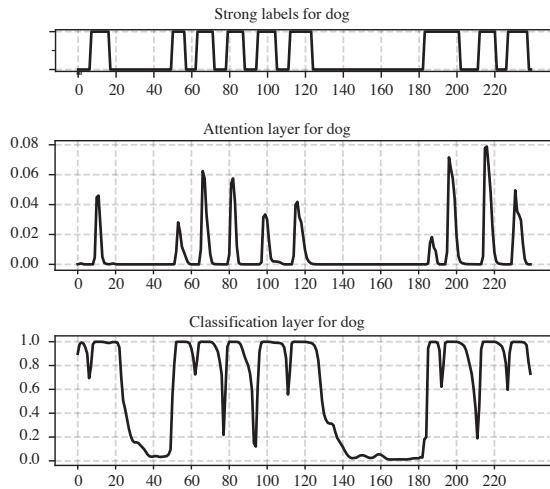 Strong labels for dog
0 20 40 60 80 100 120 140 160 180 200 220
Attention layer for dog
0.08
0.06
0.04
0.02
0.00
0 20 40 60 80 100 120 140 160 180 200 220
Classification layer for dog
1.0
0.8
0.6
0.4
0.2
0.0
0 20 40 60 80 100 120 140 160 180 200 220